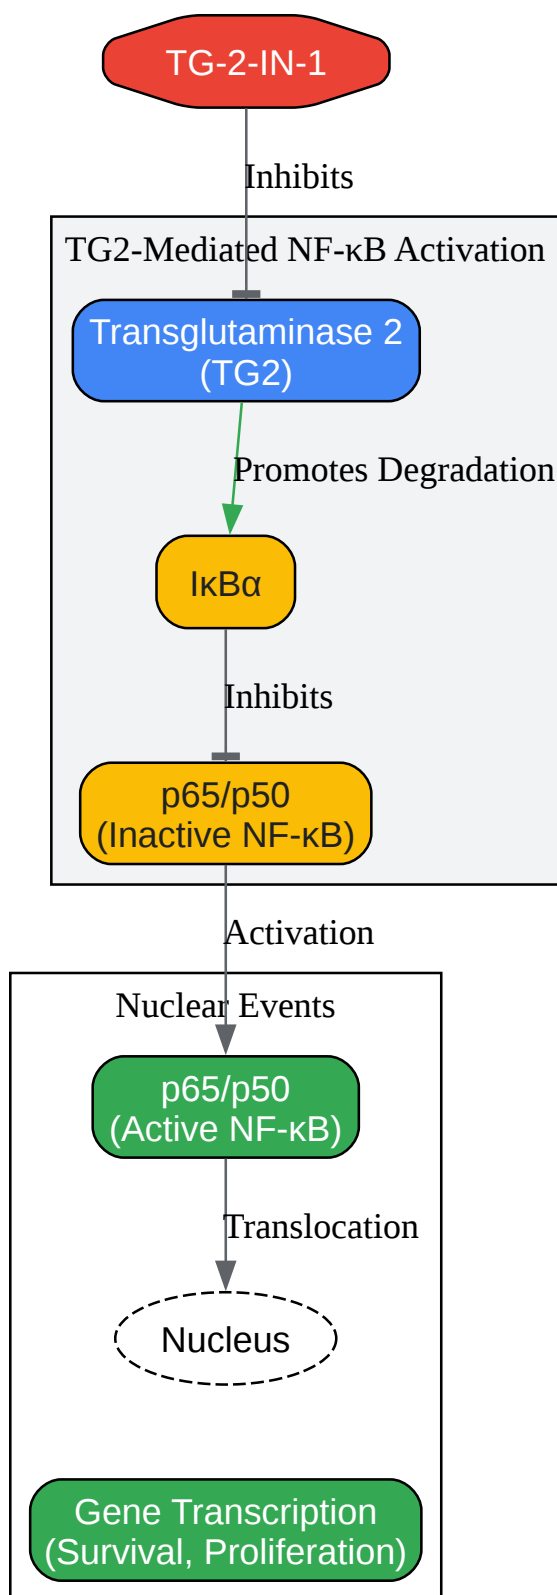 TG-2-IN-1
Inhibits
TG2-Mediated NF-κB Activation
Transglutaminase 2
(TG2)
Promotes Degradation
IκBα
Inhibits
p65/p50
(Inactive NF-κB)
Activation
Nuclear Events
p65/p50
(Active NF-κB)
Translocation
Nucleus
Gene Transcription
(Survival, Proliferation)